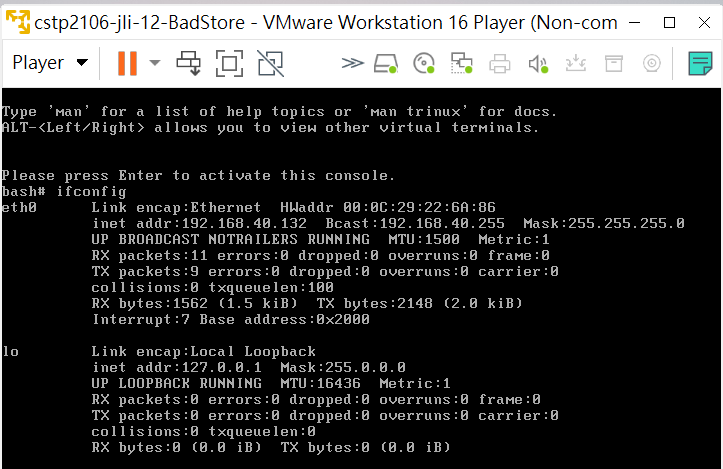 cstp2106-jli-12-BadStore - VMware Workstation 16 Player (Non-com
Player
Type 'man' for a list of help topics or 'man trinux' for docs.
ALT-<Left/Right> allows you to view other virtual terminals.
Please press Enter to activate this console.
bash# ifconfig
eth0 Link encap:Ethernet HWaddr 00:0C:29:22:6A:86
inet addr:192.168.40.132 Bcast:192.168.40.255 Mask:255.255.255.0
UP BROADCAST NOTRAILERS RUNNING MTU:1500 Metric:1
RX packets:11 errors:0 dropped:0 overruns:0 frame:0
TX packets:9 errors:0 dropped:0 overruns:0 carrier:0
collisions:0 txqueuelen:100
RX bytes:1562 (1.5 kiB) TX bytes:2148 (2.0 kiB)
Interrupt:7 Base address:0x2000
lo Link encap:Local Loopback
inet addr:127.0.0.1 Mask:255.0.0.0
UP LOOPBACK RUNNING MTU:16436 Metric:1
RX packets:0 errors:0 dropped:0 overruns:0 frame:0
TX packets:0 errors:0 dropped:0 overruns:0 carrier:0
collisions:0 txqueuelen:0
RX bytes:0 (0.0 iB) TX bytes:0 (0.0 iB)